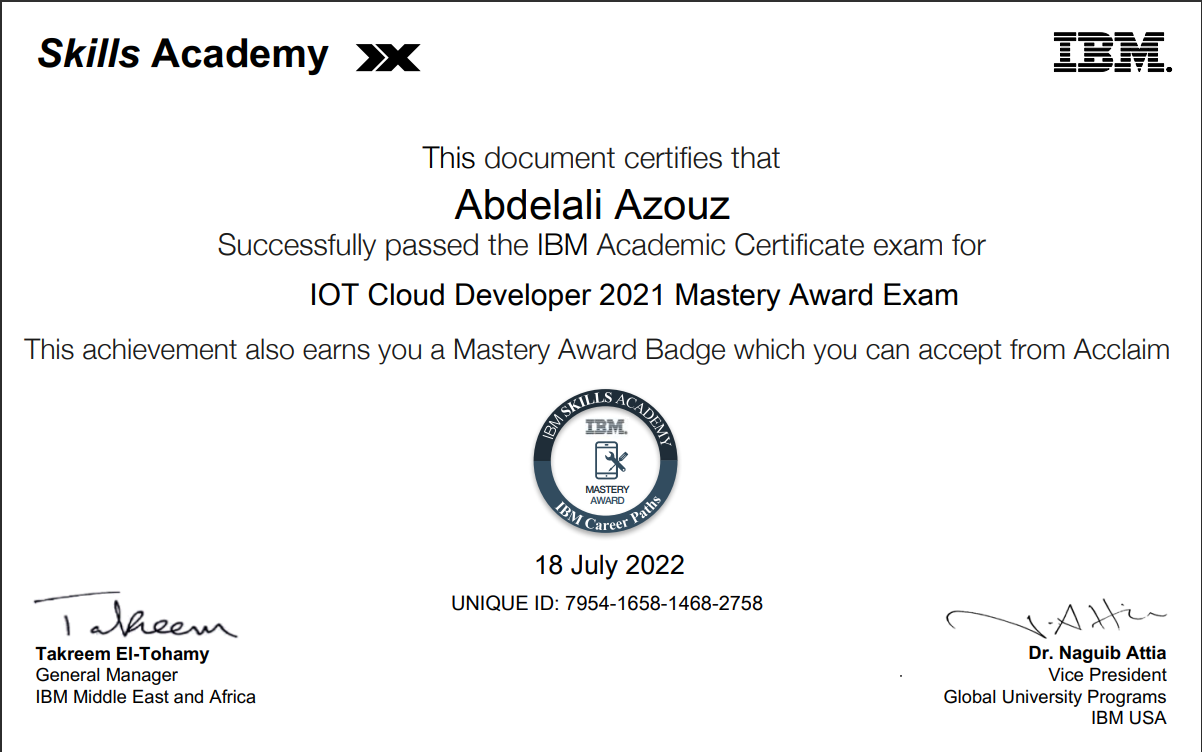 Skills Academy
IBM.
This document certifies that
Abdelali Azouz
Successfully passed the IBM Academic Certificate exam for
IOT Cloud Developer 2021 Mastery Award Exam
This achievement also earns you a Mastery Award Badge which you can accept from Acclaim
IBM SKILLS ACADEMY
IBM.
MASTERY
AWARD
IBM Career Paths
18 July 2022
UNIQUE ID: 7954-1658-1468-2758
Takreem
Takreem El-Tohamy
General Manager
IBM Middle East and Africa
N. Attia
Dr. Naguib Attia
Vice President
Global University Programs
IBM USA